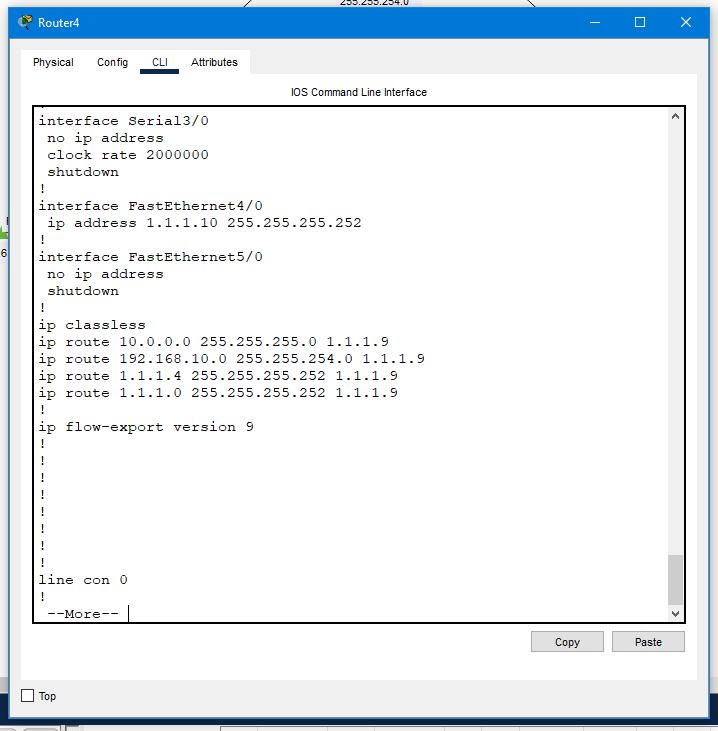 255.255.254.0
Router4
Physical Config CLI Attributes
IOS Command Line Interface
!
interface Serial3/0
 no ip address
 clock rate 2000000
 shutdown
!
interface FastEthernet4/0
 ip address 1.1.1.10 255.255.255.252
!
interface FastEthernet5/0
 no ip address
 shutdown
!
ip classless
ip route 10.0.0.0 255.255.255.0 1.1.1.9
ip route 192.168.10.0 255.255.254.0 1.1.1.9
ip route 1.1.1.4 255.255.255.252 1.1.1.9
ip route 1.1.1.0 255.255.255.252 1.1.1.9
!
ip flow-export version 9
!
!
!
!
!
!
!
!
line con 0
!
 --More--
Copy Paste
Top